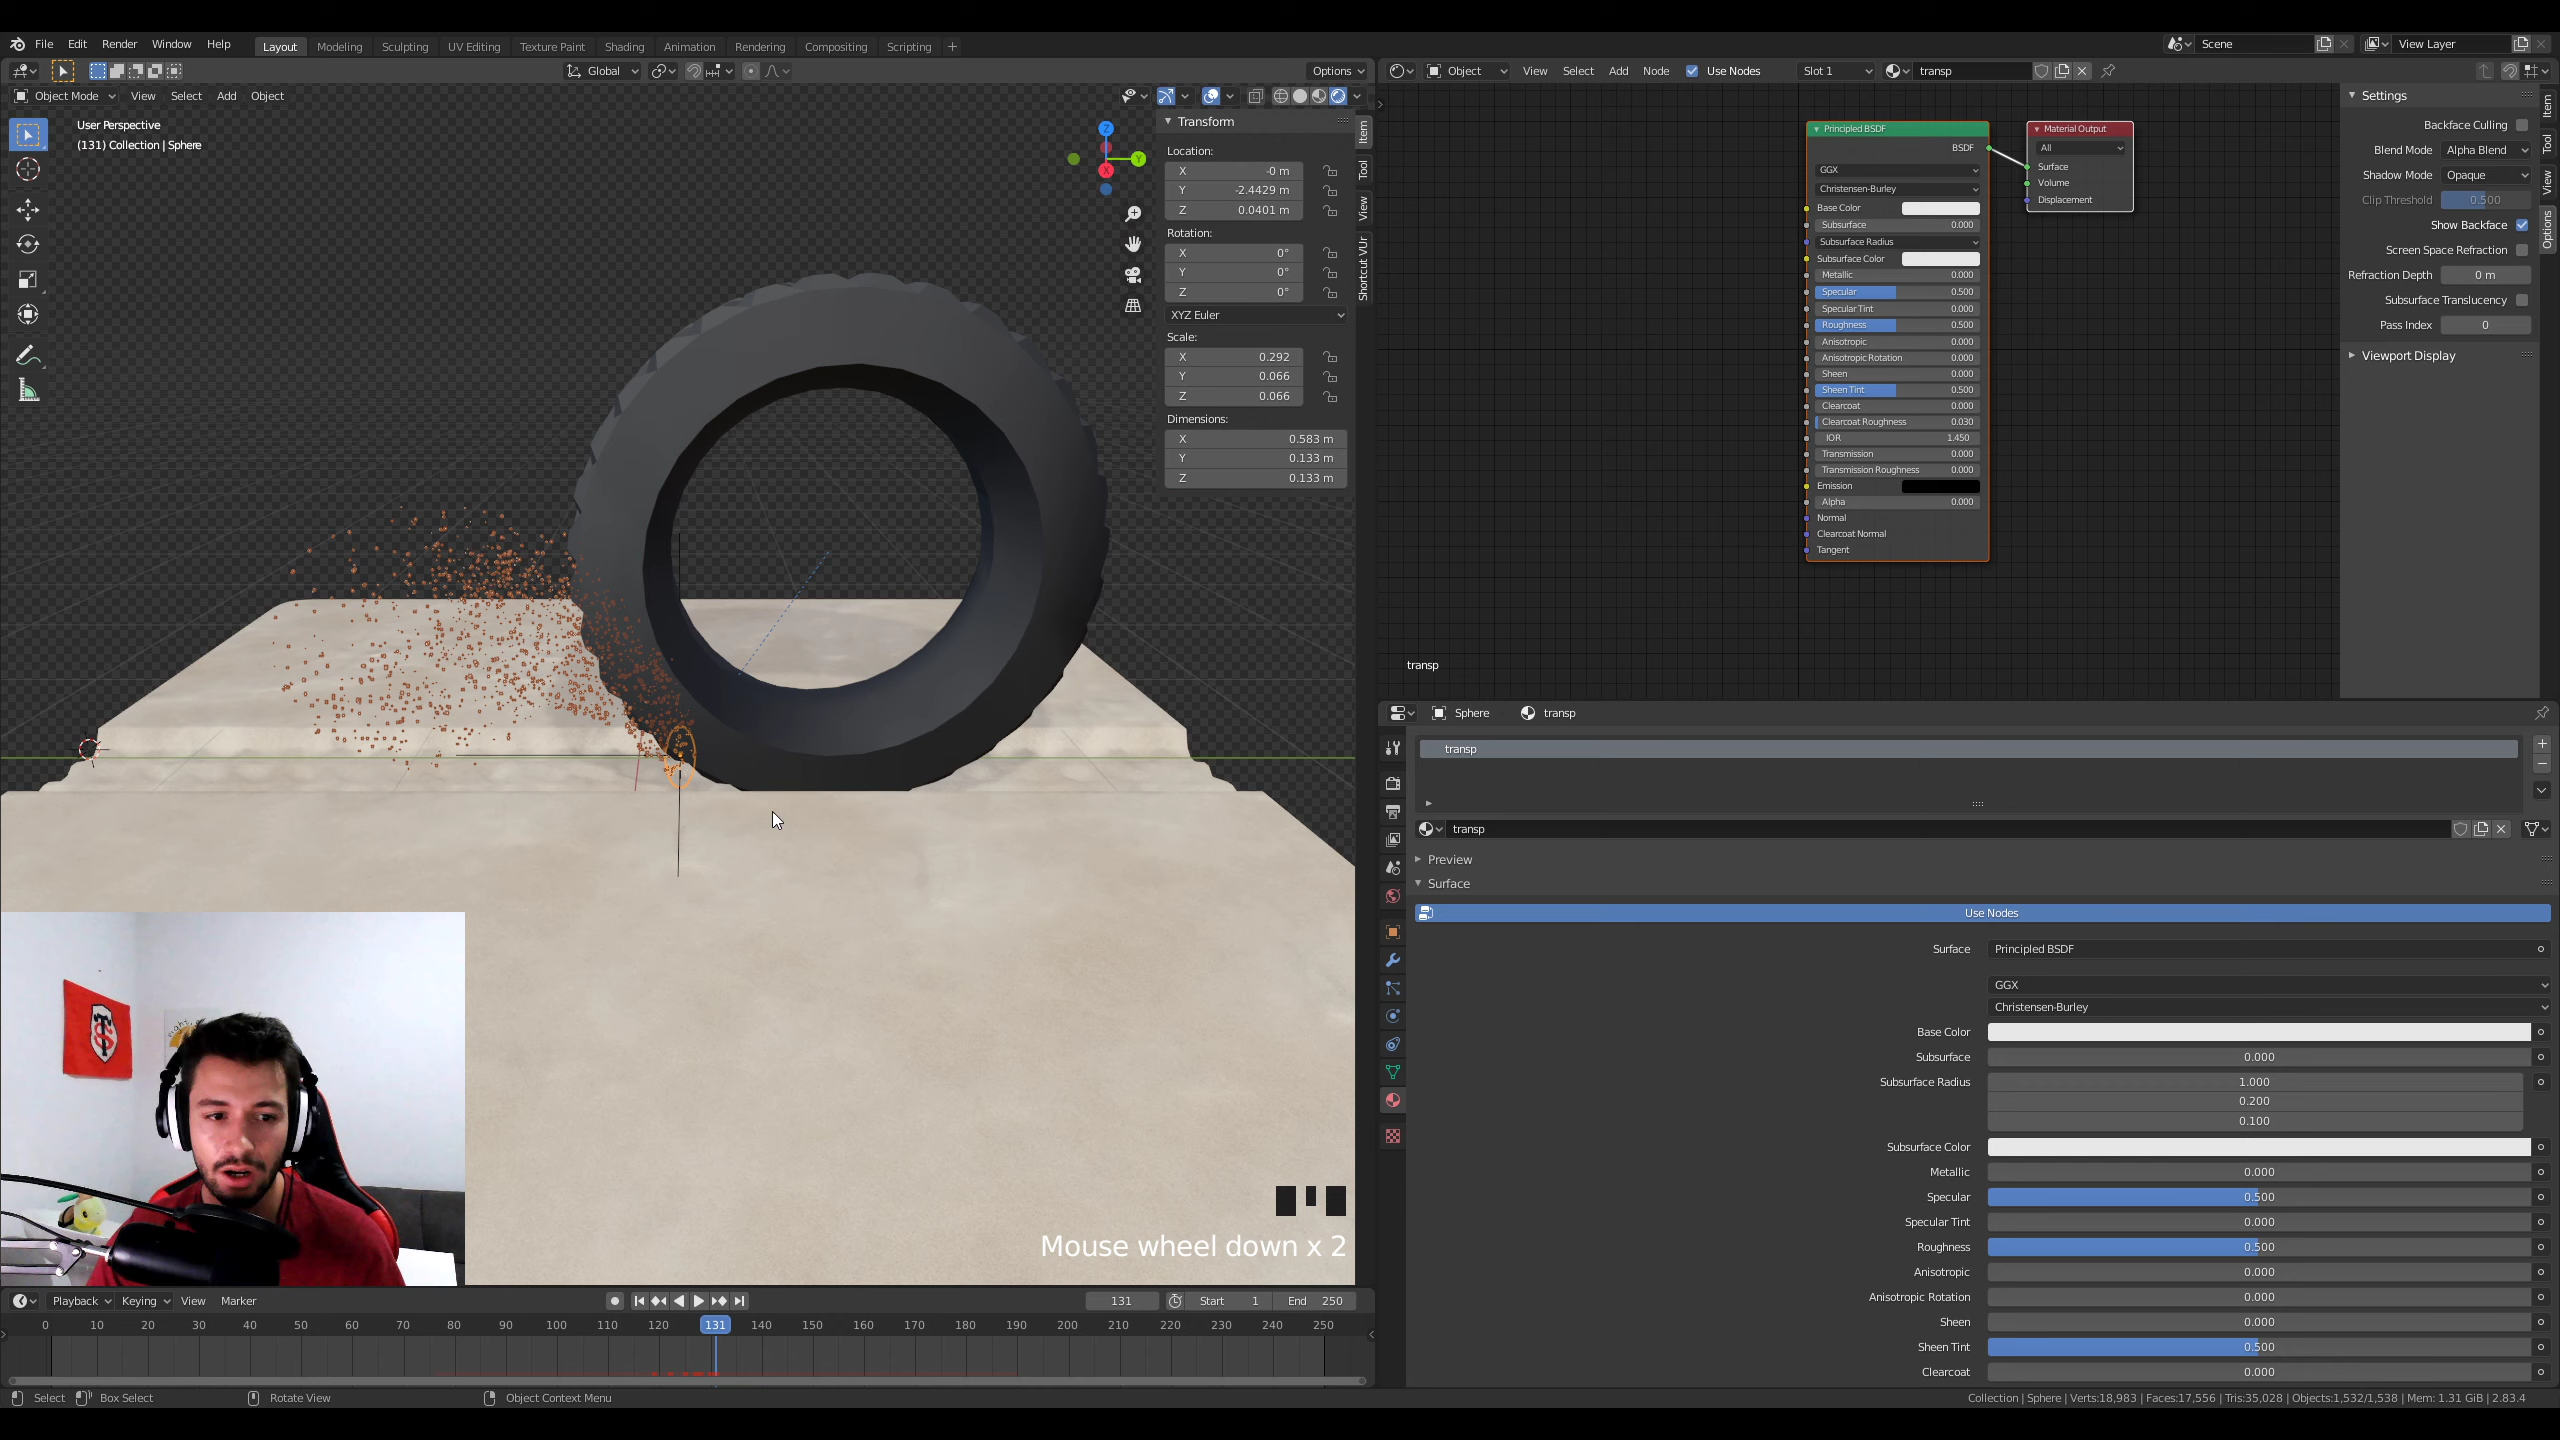 File Edit Render Window Help Layout Modeling Sculpting UV Editing Texture Paint Shading Animation Rendering Compositing Scripting + Scene View Layer
Global Options Object View Select Add Node Use Nodes Slot 1 transp
Object Mode View Select Add Object
User Perspective
(131) Collection | Sphere
Transform
Location:
X -0 m
Y -2.4429 m
Z 0.0401 m
Rotation:
X 0°
Y 0°
Z 0°
XYZ Euler
Scale:
X 0.292
Y 0.066
Z 0.066
Dimensions:
X 0.583 m
Y 0.133 m
Z 0.133 m
Item
Tool
View
Shortcut VUr
Z
Y
X
Principled BSDF
BSDF
GGX
Christensen-Burley
Base Color
Subsurface 0.000
Subsurface Radius
Subsurface Color
Metallic 0.000
Specular 0.500
Specular Tint 0.000
Roughness 0.500
Anisotropic 0.000
Anisotropic Rotation 0.000
Sheen 0.000
Sheen Tint 0.500
Clearcoat 0.000
Clearcoat Roughness 0.030
IOR 1.450
Transmission 0.000
Transmission Roughness 0.000
Emission
Alpha 0.000
Normal
Clearcoat Normal
Tangent
Material Output
All
Surface
Volume
Displacement
transp
Settings
Backface Culling
Blend Mode Alpha Blend
Shadow Mode Opaque
Clip Threshold 0.500
Show Backface
Screen Space Refraction
Refraction Depth 0 m
Subsurface Translucency
Pass Index 0
Viewport Display
Item
Tool
View
Options
Sphere transp
transp
transp
Preview
Surface
Use Nodes
Surface Principled BSDF
GGX
Christensen-Burley
Base Color
Subsurface 0.000
Subsurface Radius 1.000
0.200
0.100
Subsurface Color
Metallic 0.000
Specular 0.500
Specular Tint 0.000
Roughness 0.500
Anisotropic 0.000
Anisotropic Rotation 0.000
Sheen 0.000
Sheen Tint 0.500
Clearcoat 0.000
Mouse wheel down x 2
Playback Keying View Marker 131 Start 1 End 250
0 10 20 30 40 50 60 70 80 90 100 110 120 131 140 150 160 170 180 190 200 210 220 230 240 250
Select Box Select Rotate View Object Context Menu Collection | Sphere | Verts:18,983 | Faces:17,556 | Tris:35,028 | Objects:1,532/1,538 | Mem: 1.31 GiB | 2.83.4